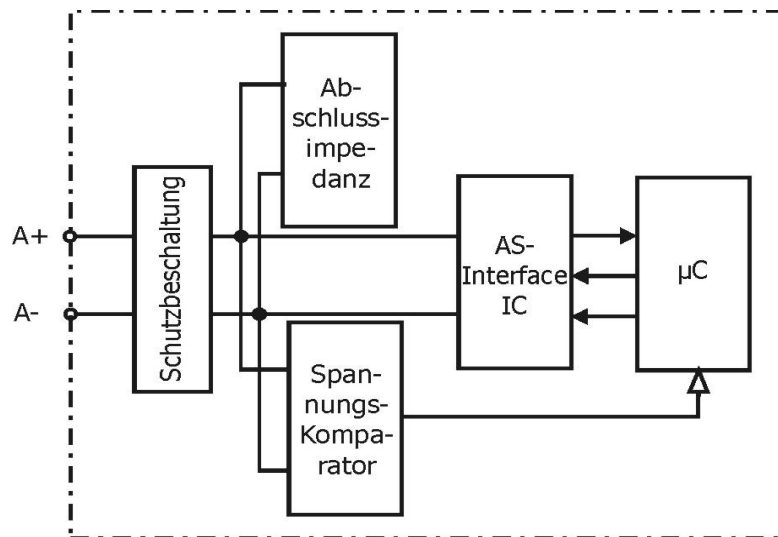 Ab-
schluss-
impe-
danz
Schutzbeschaltung
A+
A-
AS-
Interface
IC
µC
Span-
nungs-
Kompa-
rator